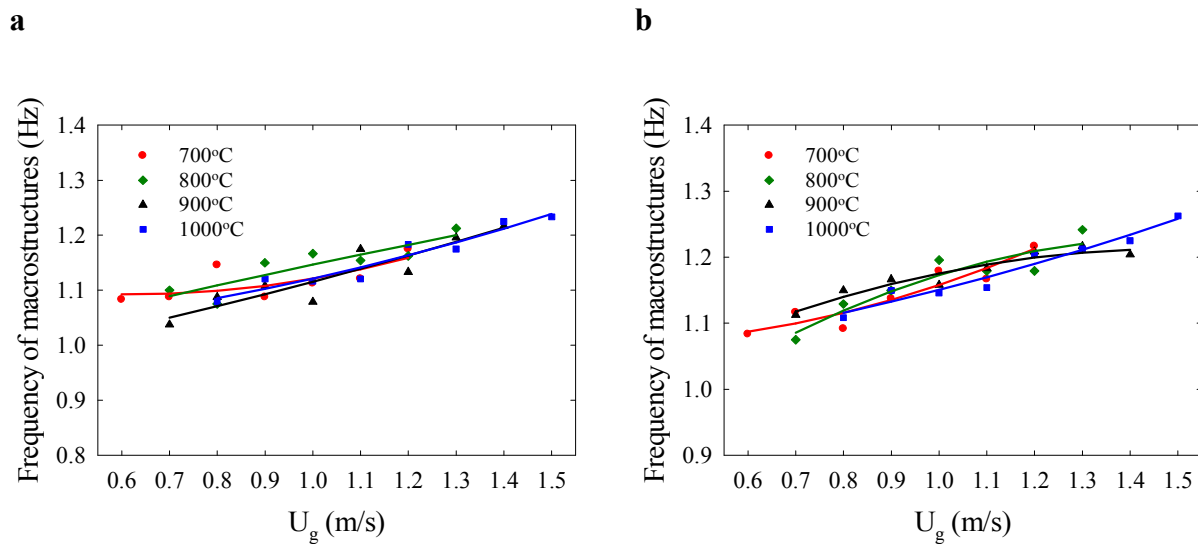 a
Frequency of macrostructures (Hz)
1.4
1.3
1.2
1.1
1.0
0.9
0.8
700°C
800°C
900°C
1000°C
0.6 0.7 0.8 0.9 1.0 1.1 1.2 1.3 1.4 1.5
U_g (m/s)
b
Frequency of macrostructures (Hz)
1.4
1.3
1.2
1.1
1.0
0.9
700°C
800°C
900°C
1000°C
0.6 0.7 0.8 0.9 1.0 1.1 1.2 1.3 1.4 1.5
U_g (m/s)